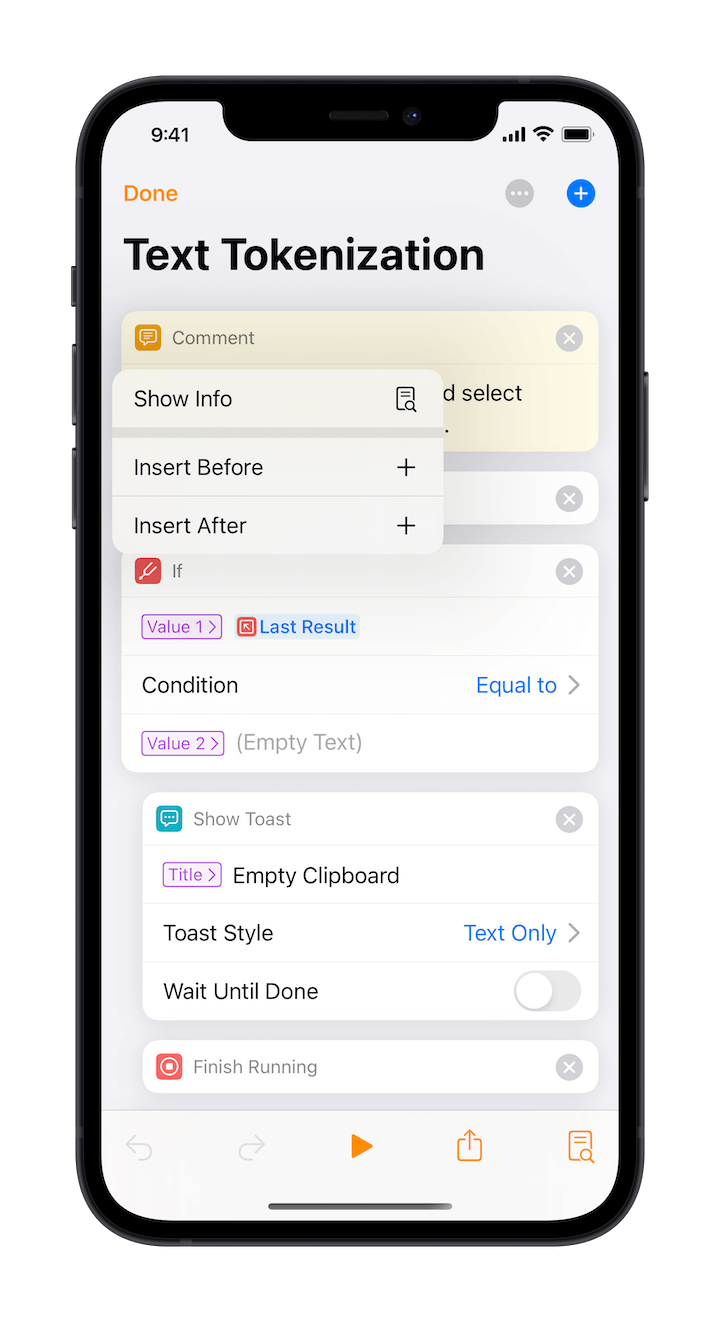 9:41
Done
Text Tokenization
Comment
d select
.
Show Info
Insert Before
Insert After
If
Value 1 Last Result
Condition Equal to
Value 2 (Empty Text)
Show Toast
Title Empty Clipboard
Toast Style Text Only
Wait Until Done
Finish Running